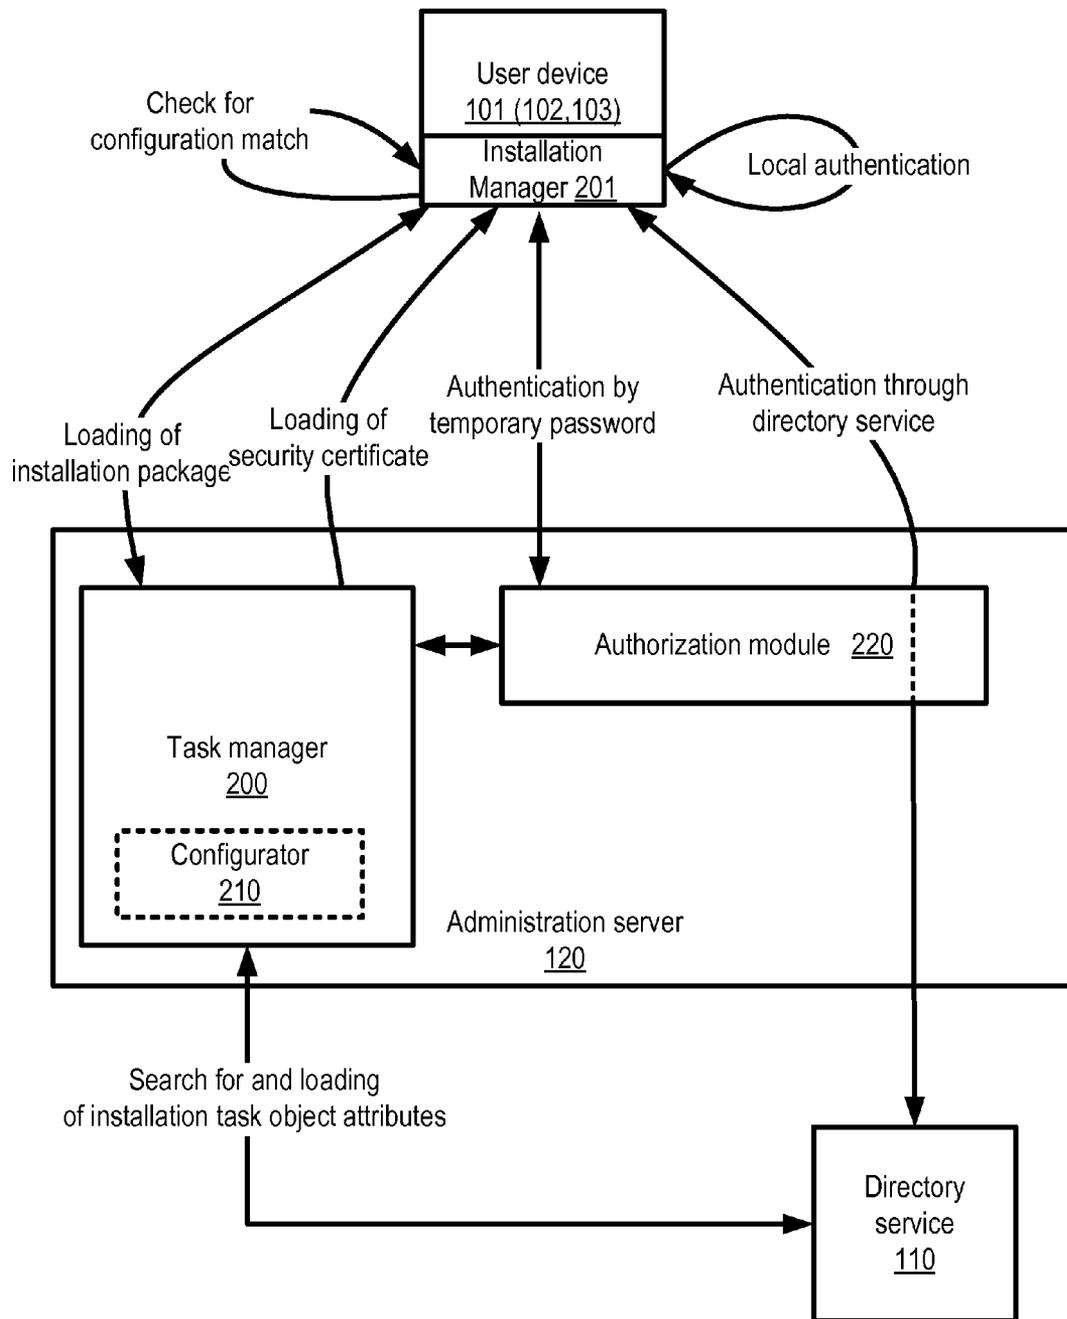 User device
101 (102,103)
Check for
configuration match
Installation
Manager 201
Local authentication
Authentication by
temporary password
Authentication through
directory service
Loading of
security certificate
Loading of
installation package
Authorization module 220
Task manager
200
Configurator
210
Administration server
120
Search for and loading
of installation task object attributes
Directory
service
110